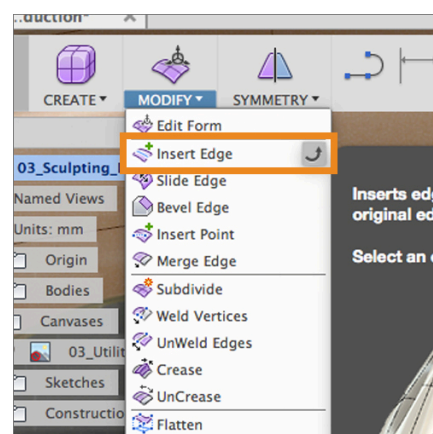 ...duction*
CREATE MODIFY SYMMETRY
Edit Form
Insert Edge
Slide Edge
Bevel Edge
Insert Point
Merge Edge
Subdivide
Weld Vertices
UnWeld Edges
Crease
UnCrease
Flatten
03_Sculpting_
Named Views
Units: mm
Origin
Bodies
Canvases
03_Utilit
Sketches
Constructio
Inserts ed
original ed
Select an